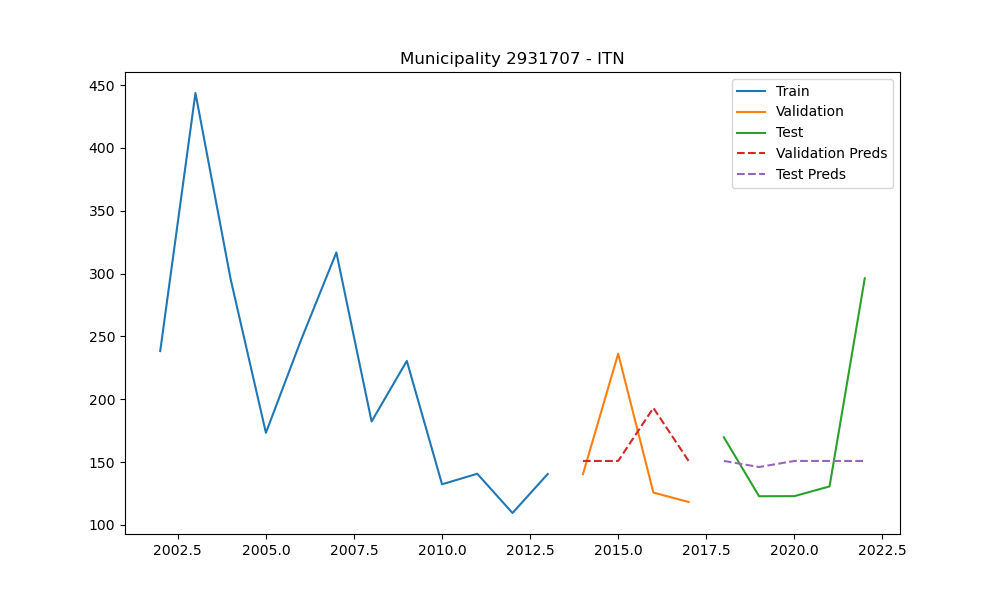 Municipality 2931707 - ITN
450
400
350
300
250
200
150
100
Train
Validation
Test
Validation Preds
Test Preds
2002.5 2005.0 2007.5 2010.0 2012.5 2015.0 2017.5 2020.0 2022.5